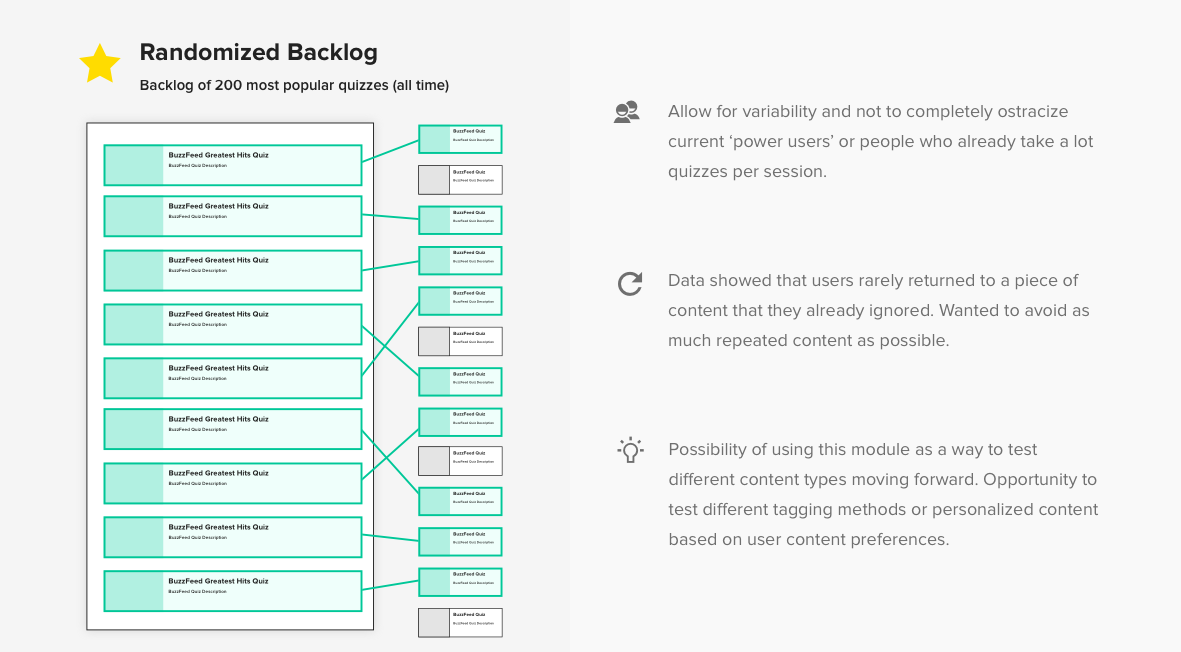 Randomized Backlog
Backlog of 200 most popular quizzes (all time)
BuzzFeed Greatest Hits Quiz
BuzzFeed Quiz Description
BuzzFeed Greatest Hits Quiz
BuzzFeed Quiz Description
BuzzFeed Greatest Hits Quiz
BuzzFeed Quiz Description
BuzzFeed Greatest Hits Quiz
BuzzFeed Quiz Description
BuzzFeed Greatest Hits Quiz
BuzzFeed Quiz Description
BuzzFeed Greatest Hits Quiz
BuzzFeed Quiz Description
BuzzFeed Greatest Hits Quiz
BuzzFeed Quiz Description
BuzzFeed Greatest Hits Quiz
BuzzFeed Quiz Description
BuzzFeed Greatest Hits Quiz
BuzzFeed Quiz Description
BuzzFeed Quiz
BuzzFeed Quiz Description
BuzzFeed Quiz
BuzzFeed Quiz Description
BuzzFeed Quiz
BuzzFeed Quiz Description
BuzzFeed Quiz
BuzzFeed Quiz Description
BuzzFeed Quiz
BuzzFeed Quiz Description
BuzzFeed Quiz
BuzzFeed Quiz Description
BuzzFeed Quiz
BuzzFeed Quiz Description
BuzzFeed Quiz
BuzzFeed Quiz Description
BuzzFeed Quiz
BuzzFeed Quiz Description
BuzzFeed Quiz
BuzzFeed Quiz Description
BuzzFeed Quiz
BuzzFeed Quiz Description
BuzzFeed Quiz
BuzzFeed Quiz Description
BuzzFeed Quiz
BuzzFeed Quiz Description
Allow for variability and not to completely ostracize
current ‘power users’ or people who already take a lot
quizzes per session.
Data showed that users rarely returned to a piece of
content that they already ignored. Wanted to avoid as
much repeated content as possible.
Possibility of using this module as a way to test
different content types moving forward. Opportunity to
test different tagging methods or personalized content
based on user content preferences.